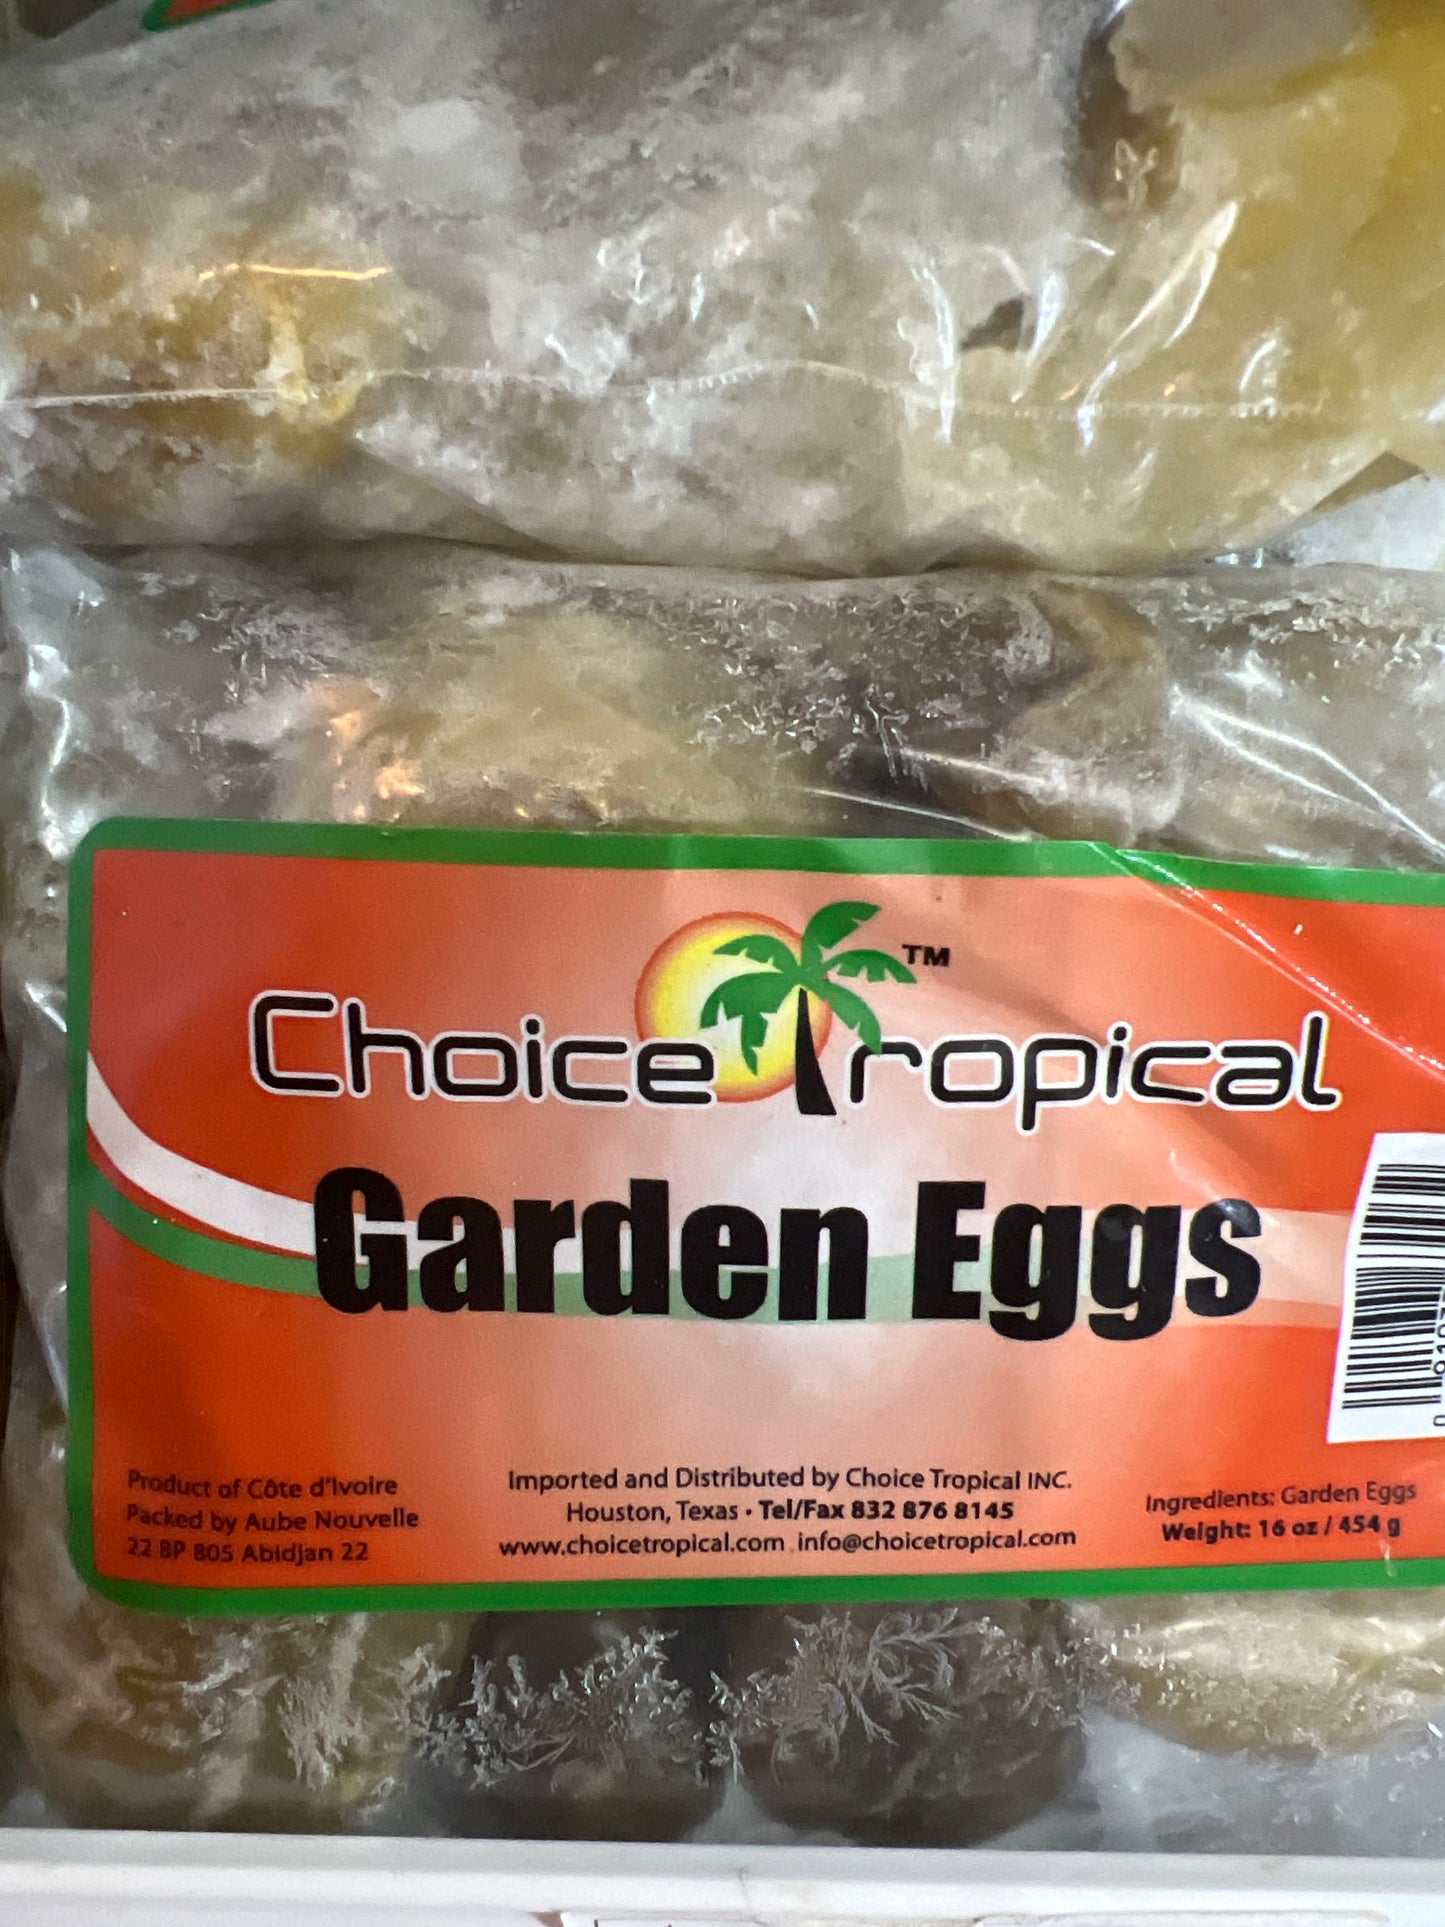 Choice Tropical™
Garden Eggs
Product of Côte d'Ivoire
Packed by Aube Nouvelle
22 BP 805 Abidjan 22
Imported and Distributed by Choice Tropical INC.
Houston, Texas • Tel/Fax 832 876 8145
www.choicetropical.com info@choicetropical.com
Ingredients: Garden Eggs
Weight: 16 oz / 454 g